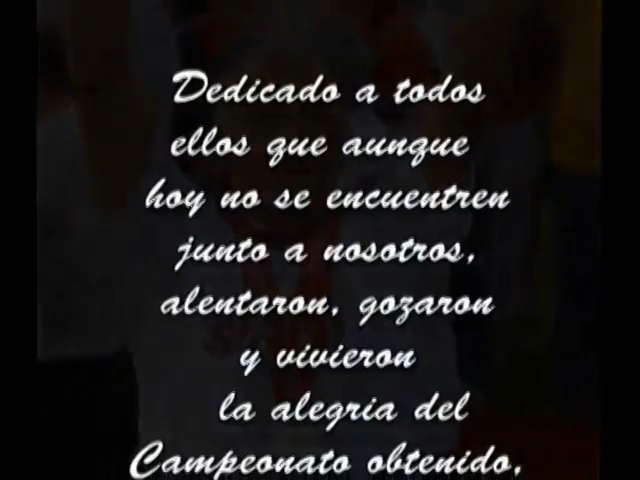 Dedicado a todos
ellos que aunque
hoy no se encuentren
junto a nosotros,
alentaron, gozaron
y vivieron
la alegria del
Campeonato obtenido,